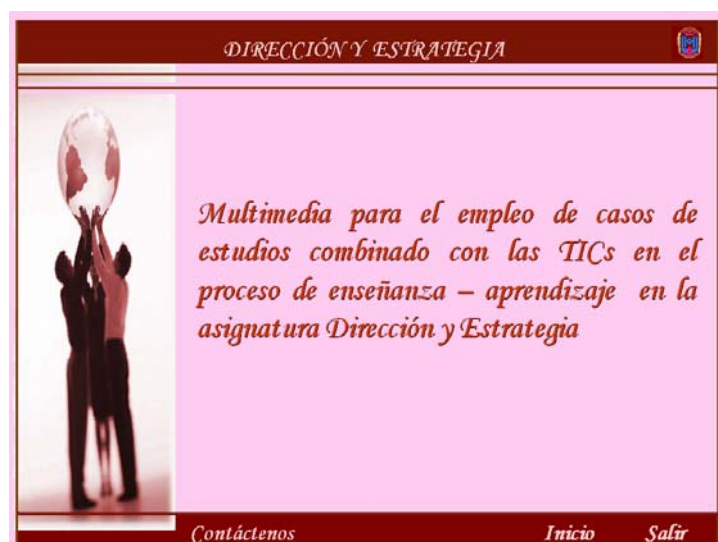 DIRECCIÓN Y ESTRATEGIA
Multimedia para el empleo de casos de
estudios combinado con las TICs en el
proceso de enseñanza – aprendizaje en la
asignatura Dirección y Estrategia
Contáctenos Inicio Salir